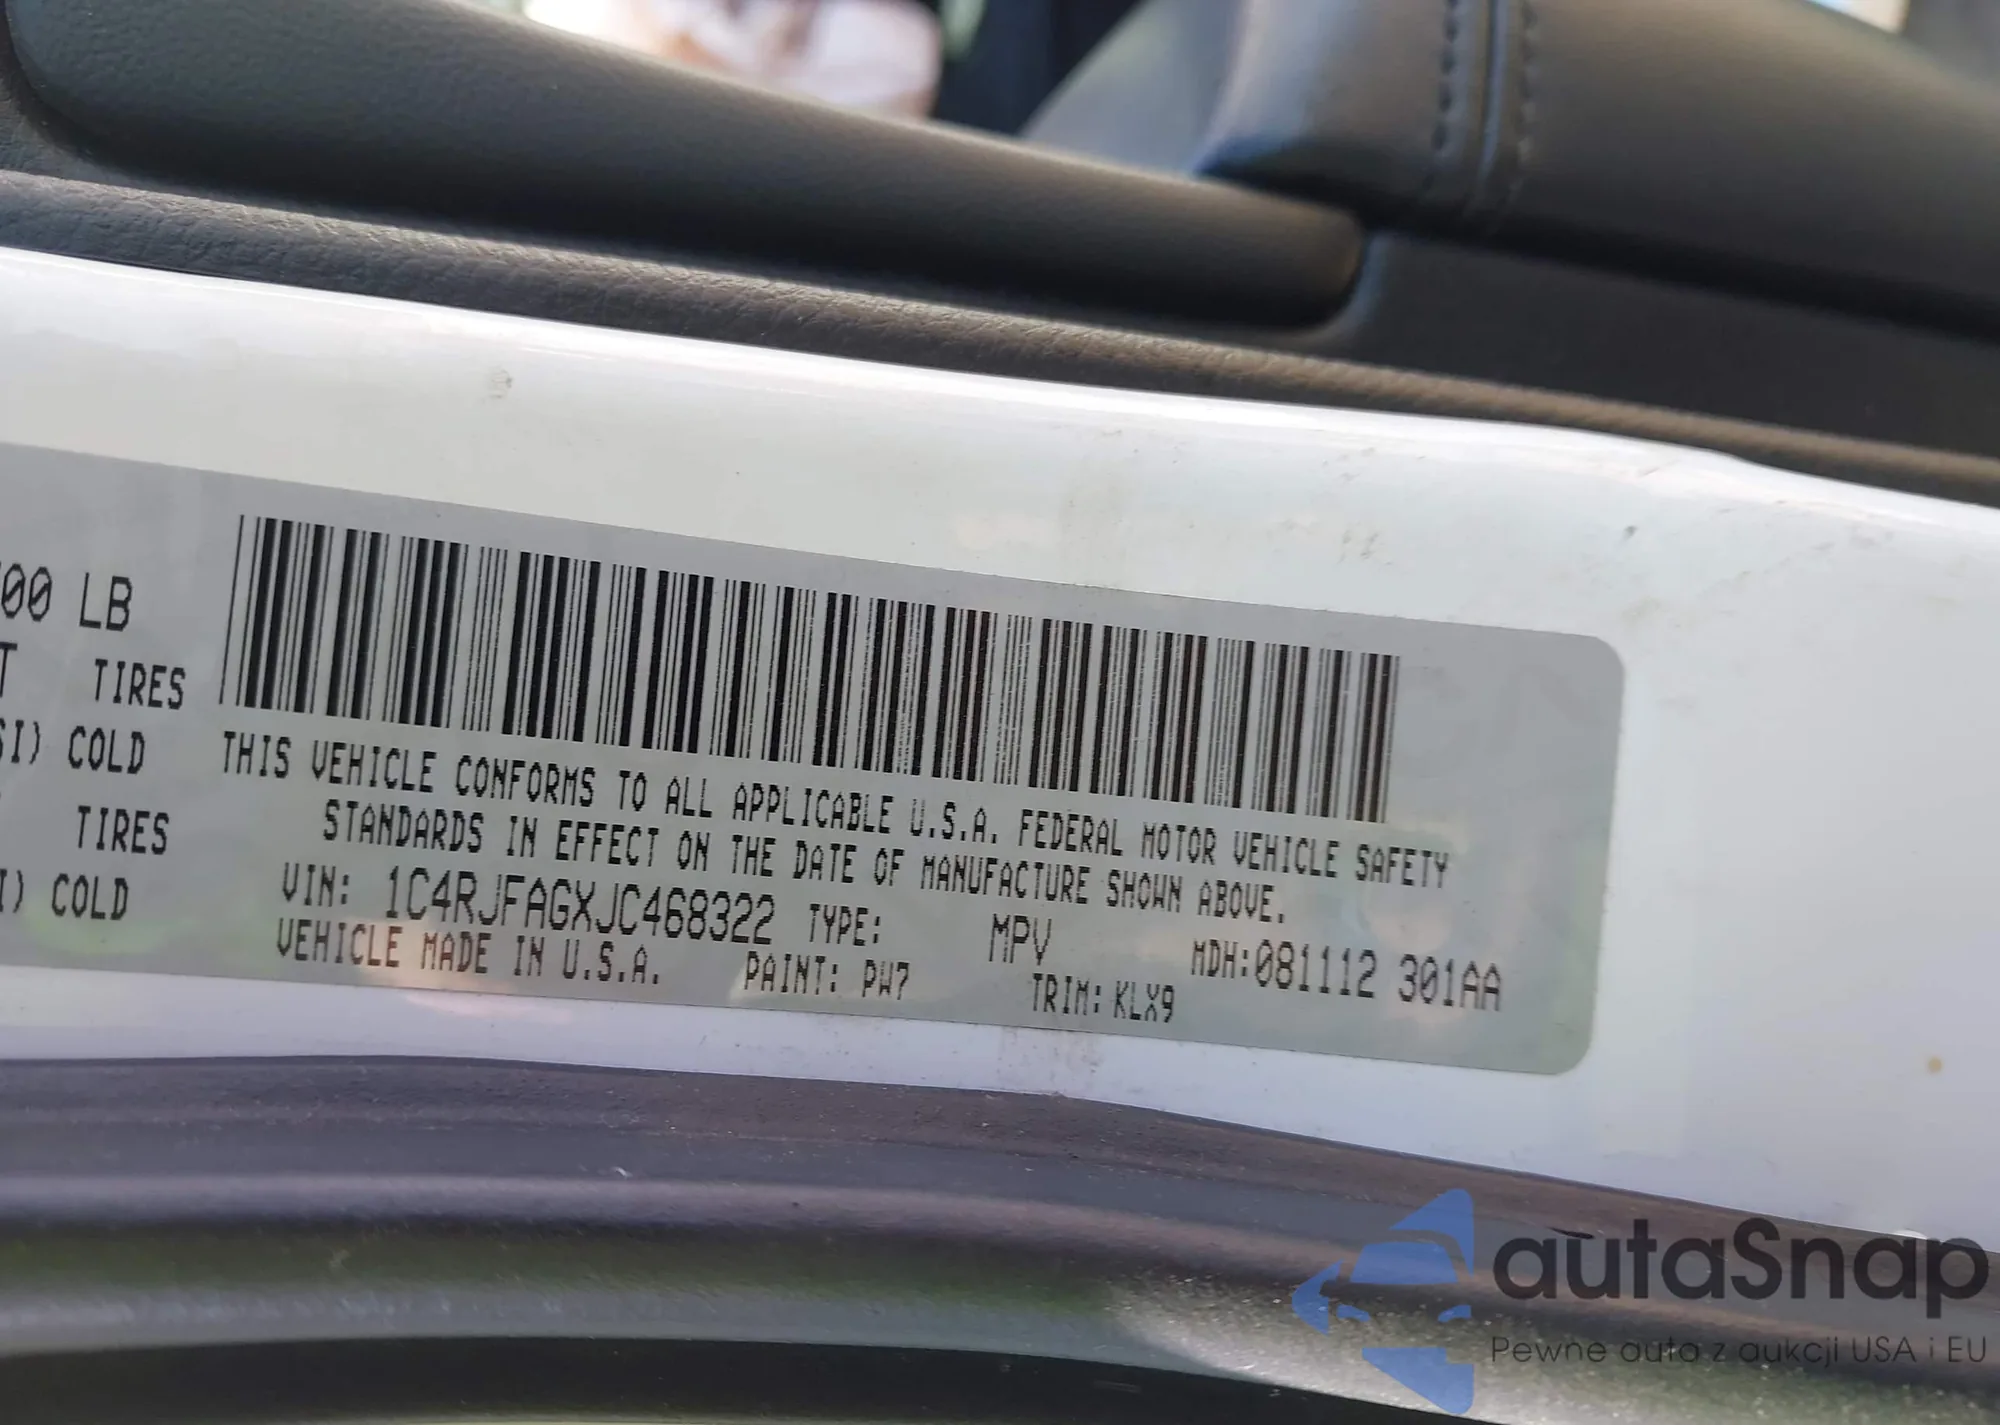 00 LB
T TIRES
SI) COLD
TIRES
I) COLD
THIS VEHICLE CONFORMS TO ALL APPLICABLE U.S.A. FEDERAL MOTOR VEHICLE SAFETY
STANDARDS IN EFFECT ON THE DATE OF MANUFACTURE SHOWN ABOVE.
VIN: 1C4RJFAGXJC468322 TYPE: MPV MDH:081112 301AA
VEHICLE MADE IN U.S.A. PAINT: PW7 TRIM: KLX9
autaSnap
Pewne auta z aukcji USA i EU